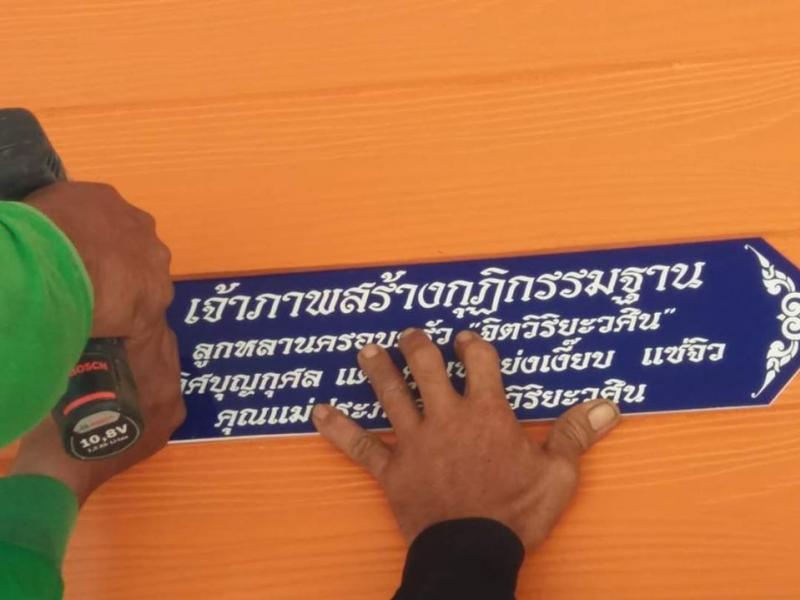 เจ้าภาพสร้างกุฏิกรรมฐาน
ลูกหลานครอบครัว "จิตวิริยะวศิน"
บุญกุศล ย่งเงี๊ยบ แซ่จิว
คุณแม่ วิริยะวศิน
BOSCH
10,8V